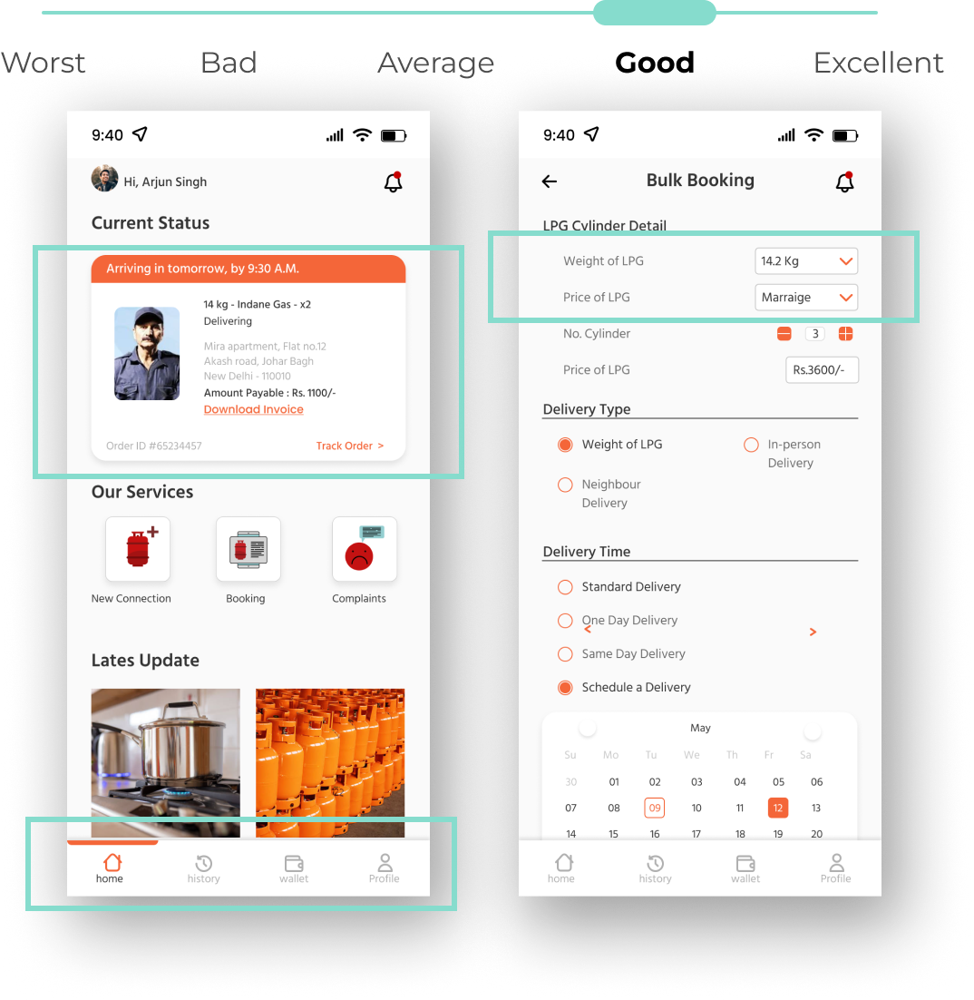 Worst Bad Average Good Excellent
9:40
Hi, Arjun Singh
Current Status
Arriving in tomorrow, by 9:30 A.M.
14 kg - Indane Gas - x2
Delivering
Mira apartment, Flat no.12
Akash road, Johar Bagh
New Delhi - 110010
Amount Payable : Rs. 1100/-
Download Invoice
Order ID #65234457 Track Order >
Our Services
New Connection Booking Complaints
Lates Update
home history wallet Profile
9:40
Bulk Booking
LPG Cylinder Detail
Weight of LPG 14.2 Kg
Price of LPG Marraige
No. Cylinder 3
Price of LPG Rs.3600/-
Delivery Type
Weight of LPG In-person
Delivery
Neighbour
Delivery
Delivery Time
Standard Delivery
One Day Delivery
< >
Same Day Delivery
Schedule a Delivery
May
Su Mo Tu We Th Fr Sa
30 01 02 03 04 05 06
07 08 09 10 11 12 13
14 15 16 17 18 19 20
home history wallet Profile